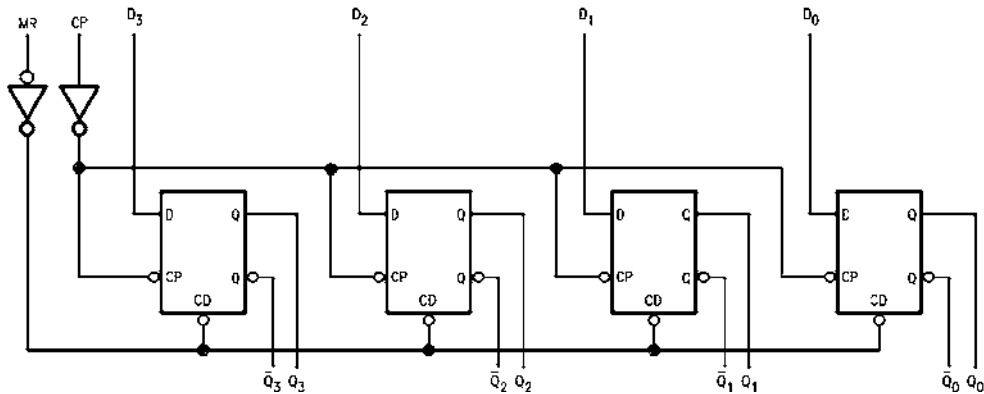 MR CP D₃ D₂ D₁ D₀
D Q D Q D Q D Q
CP Q CP Q CP Q CP Q
CD CD CD CD
Q̅₃ Q₃ Q̅₂ Q₂ Q̅₁ Q₁ Q̅₀ Q₀